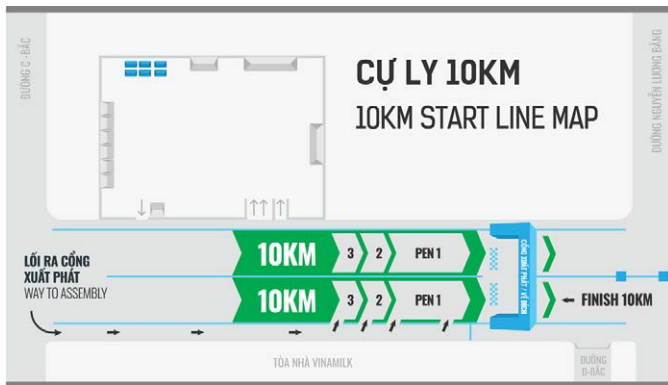 CỰ LY 10KM
10KM START LINE MAP
ĐƯỜNG C - BẮC
ĐƯỜNG NGUYỄN LƯƠNG BẰNG
LỐI RA CỔNG
XUẤT PHÁT
WAY TO ASSEMBLY
10KM 3 2 PEN 1
10KM 3 2 PEN 1
CỔNG XUẤT PHÁT / VỀ ĐÍCH
FINISH 10KM
TÒA NHÀ VINAMILK
ĐƯỜNG
D-BẮC